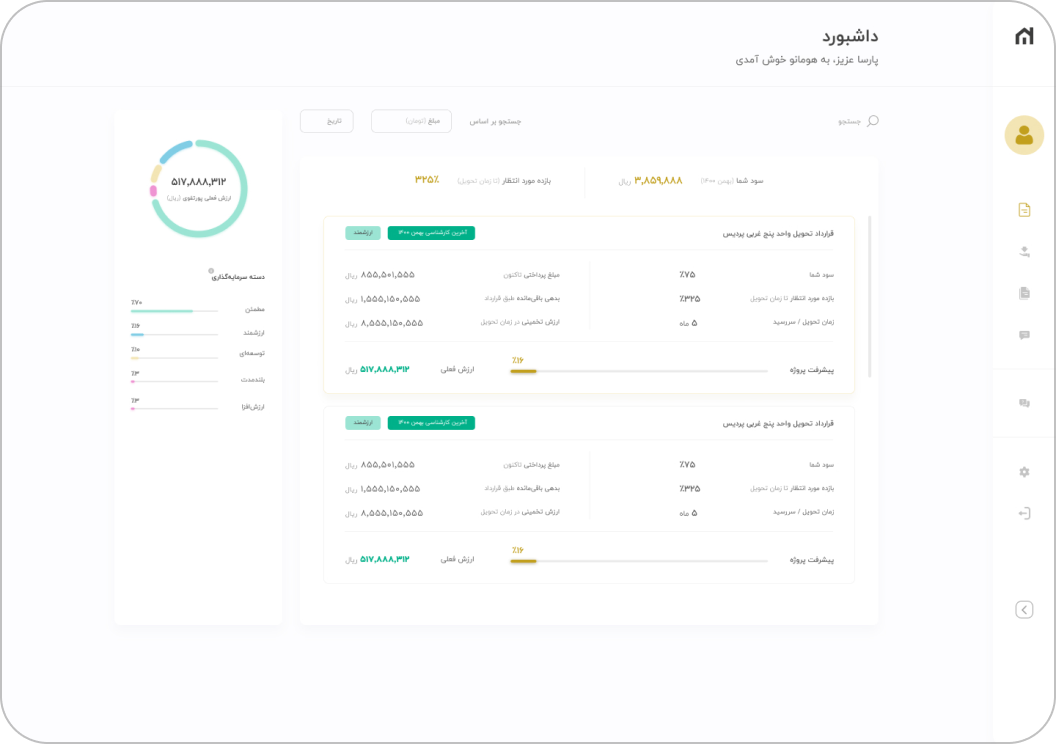 داشبورد
پارسا عزیز، به هومانو خوش آمدی
جستجو
جستجو بر اساس
مبلغ (تومان)
تاریخ
سود شما (بهمن ۱۴۰۰) ۳,۸۵۹,۸۸۸ ریال
بازده مورد انتظار (تا زمان تحویل) ۳۲۵٪
قرارداد تحویل واحد پنج غربی پردیس
آخرین کارشناسی بهمن ۱۴۰۰
ارزشمند
سود شما ٪۷۵
مبلغ پرداختی تاکنون ۸۵۵,۵۰۱,۵۵۵ ریال
بازده مورد انتظار تا زمان تحویل ٪۳۲۵
بدهی باقی‌مانده طبق قرارداد ۱,۵۵۵,۱۵۰,۵۵۵ ریال
زمان تحویل / سررسید ۵ ماه
ارزش تخمینی در زمان تحویل ۸,۵۵۵,۱۵۰,۵۵۵ ریال
٪۱۶
پیشرفت پروژه
ارزش فعلی ۵۱۷,۸۸۸,۳۱۲ ریال
قرارداد تحویل واحد پنج غربی پردیس
آخرین کارشناسی بهمن ۱۴۰۰
ارزشمند
سود شما ٪۷۵
مبلغ پرداختی تاکنون ۸۵۵,۵۰۱,۵۵۵ ریال
بازده مورد انتظار تا زمان تحویل ٪۳۲۵
بدهی باقی‌مانده طبق قرارداد ۱,۵۵۵,۱۵۰,۵۵۵ ریال
زمان تحویل / سررسید ۵ ماه
ارزش تخمینی در زمان تحویل ۸,۵۵۵,۱۵۰,۵۵۵ ریال
٪۱۶
پیشرفت پروژه
ارزش فعلی ۵۱۷,۸۸۸,۳۱۲ ریال
۵۱۷,۸۸۸,۳۱۲
ارزش فعلی پورتفوی (ریال)
دسته سرمایه‌گذاری
مطمئن ٪۷۰
ارزشمند ٪۱۶
توسعه‌ای ٪۱۰
بلندمدت ٪۳
ارزش‌افزا ٪۳